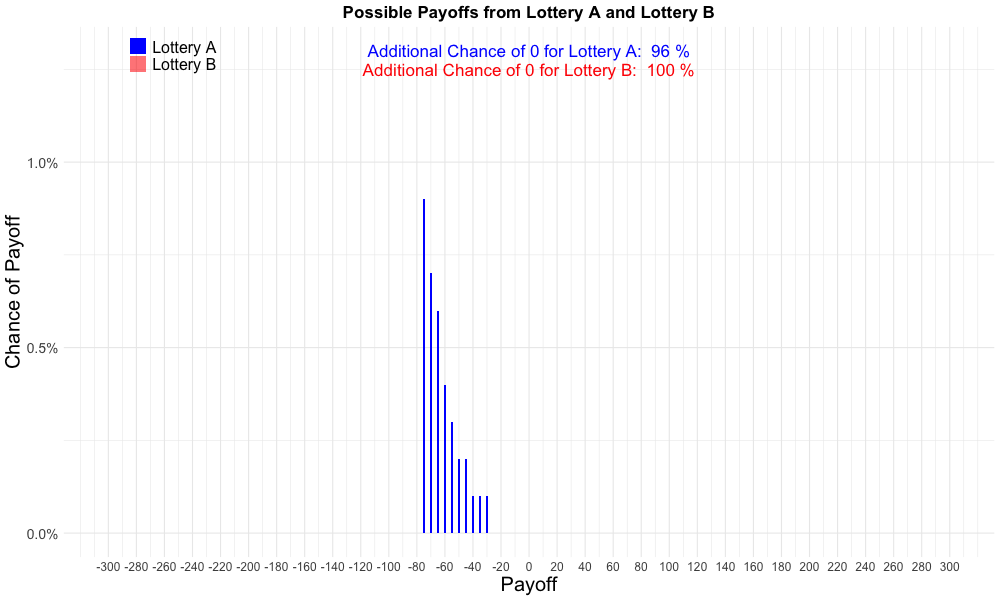 Possible Payoffs from Lottery A and Lottery B
Lottery A
Lottery B
Additional Chance of 0 for Lottery A:  96 %
Additional Chance of 0 for Lottery B:  100 %
Chance of Payoff
1.0%
0.5%
0.0%
-300 -280 -260 -240 -220 -200 -180 -160 -140 -120 -100 -80 -60 -40 -20 0 20 40 60 80 100 120 140 160 180 200 220 240 260 280 300
Payoff